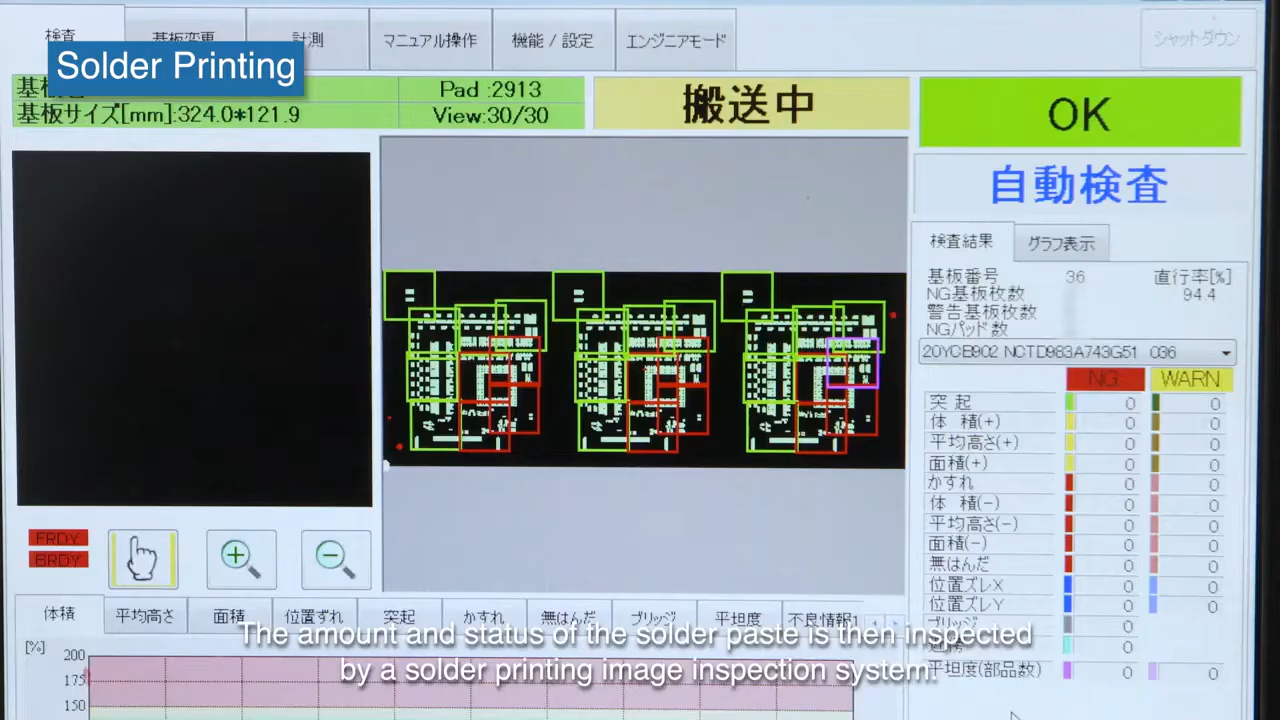 検査 基板変更 計測 マニュアル操作 機能 / 設定 エンジニアモード シャットダウン
Solder Printing
Pad :2913
基板サイズ[mm]:324.0*121.9 View:30/30
搬送中
OK
自動検査
検査結果 グラフ表示
基板番号 36 直行率[%]
NG基板枚数 94.4
警告基板枚数
NGパッド数
20YCB902 NCTD983A743G51 036
NG WARN
突 起 0 0
体 積(+) 0 0
平均高さ(+) 0 0
面積(+) 0 0
かすれ 0 0
体 積(-) 0 0
平均高さ(-) 0 0
面積(-) 0 0
無はんだ 0 0
位置ズレX 0 0
位置ズレY 0 0
ブリッジ 0
0
平坦度(部品数) 0 0
FRDY
BRDY
体積 平均高さ 面積 位置ずれ 突起 かすれ 無はんだ ブリッジ 平坦度 不良情報1
[%]
200
175
150
The amount and status of the solder paste is then inspected
by a solder printing image inspection system.